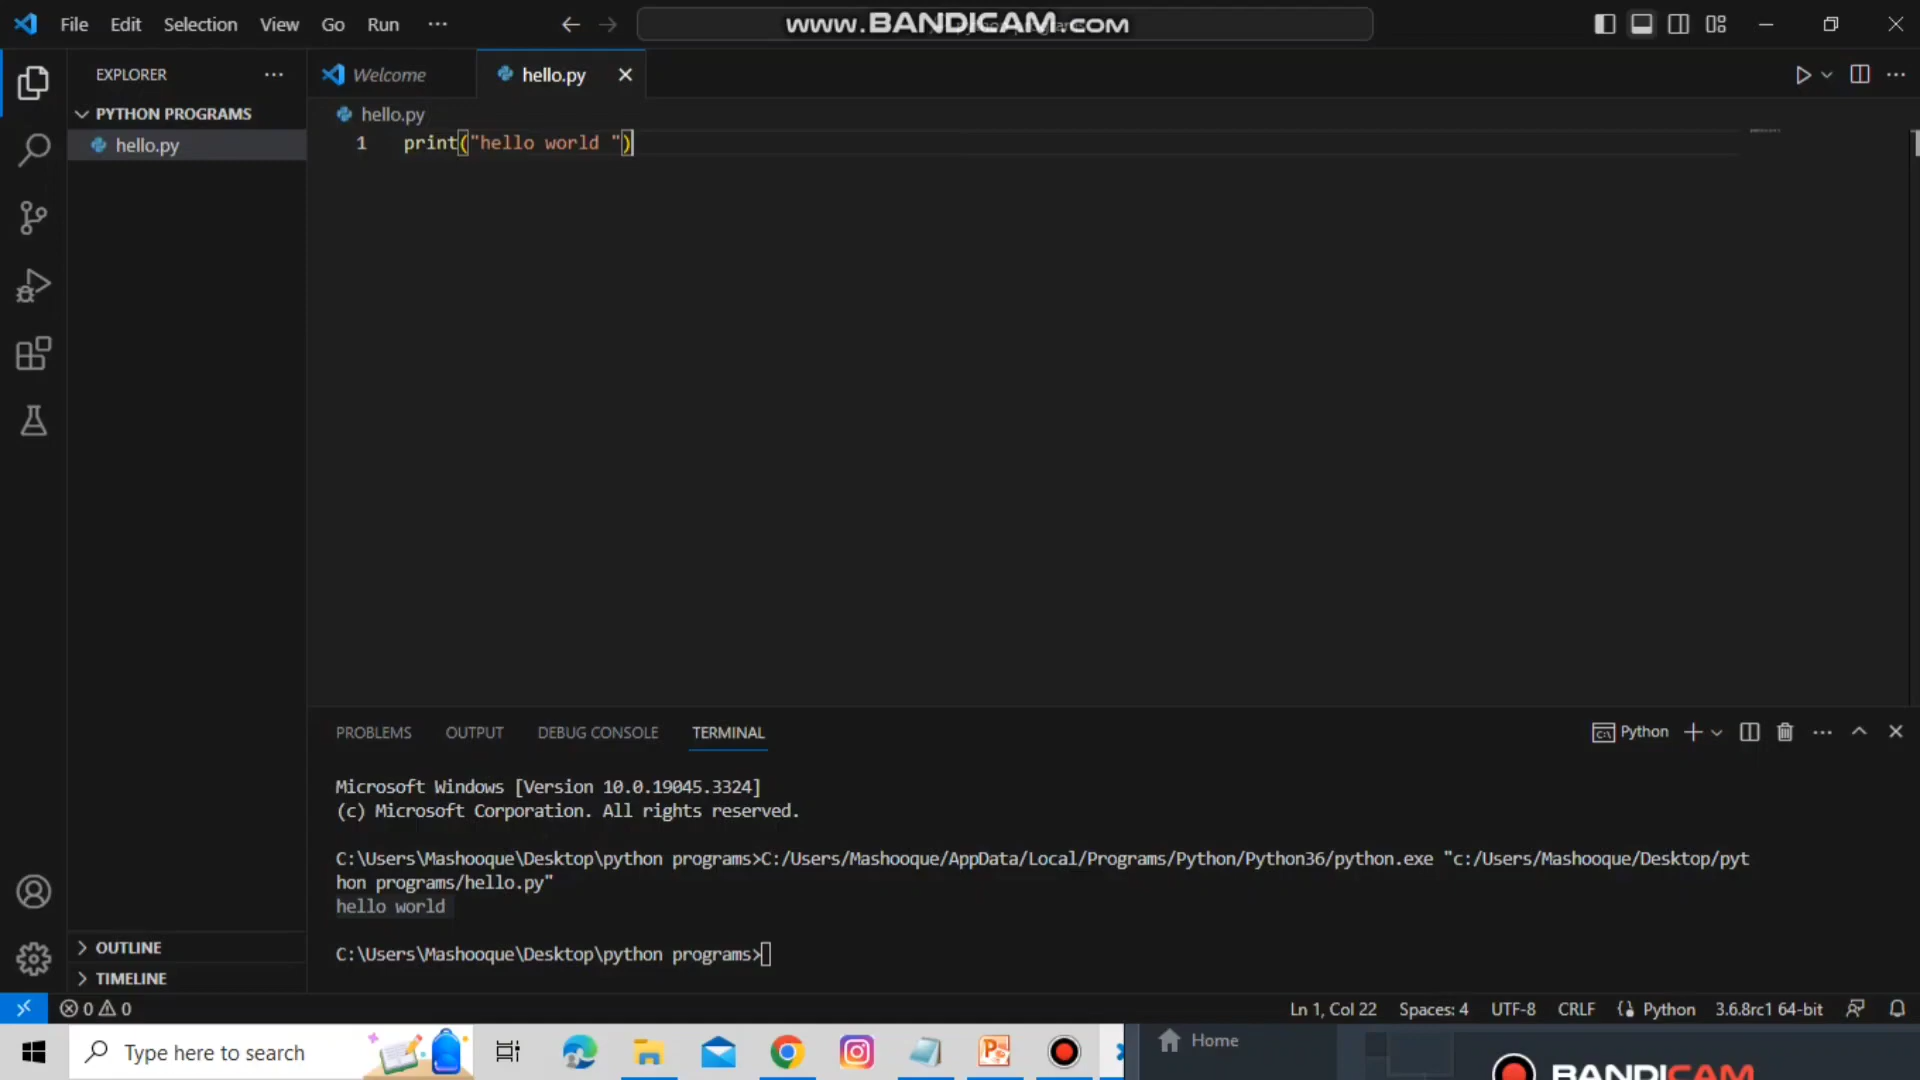 File Edit Selection View Go Run ···
www.BANDICAM.com
EXPLORER ···
Welcome
hello.py
PYTHON PROGRAMS
hello.py
hello.py
1 print("hello world ")
PROBLEMS OUTPUT DEBUG CONSOLE TERMINAL
Python
Microsoft Windows [Version 10.0.19045.3324]
(c) Microsoft Corporation. All rights reserved.
C:\Users\Mashooque\Desktop\python programs>C:/Users/Mashooque/AppData/Local/Programs/Python/Python36/python.exe "c:/Users/Mashooque/Desktop/pyt
hon programs/hello.py"
hello world
C:\Users\Mashooque\Desktop\python programs>
OUTLINE
TIMELINE
0 0
Ln 1, Col 22 Spaces: 4 UTF-8 CRLF Python 3.6.8rc1 64-bit
Type here to search
Home
BANDICAM